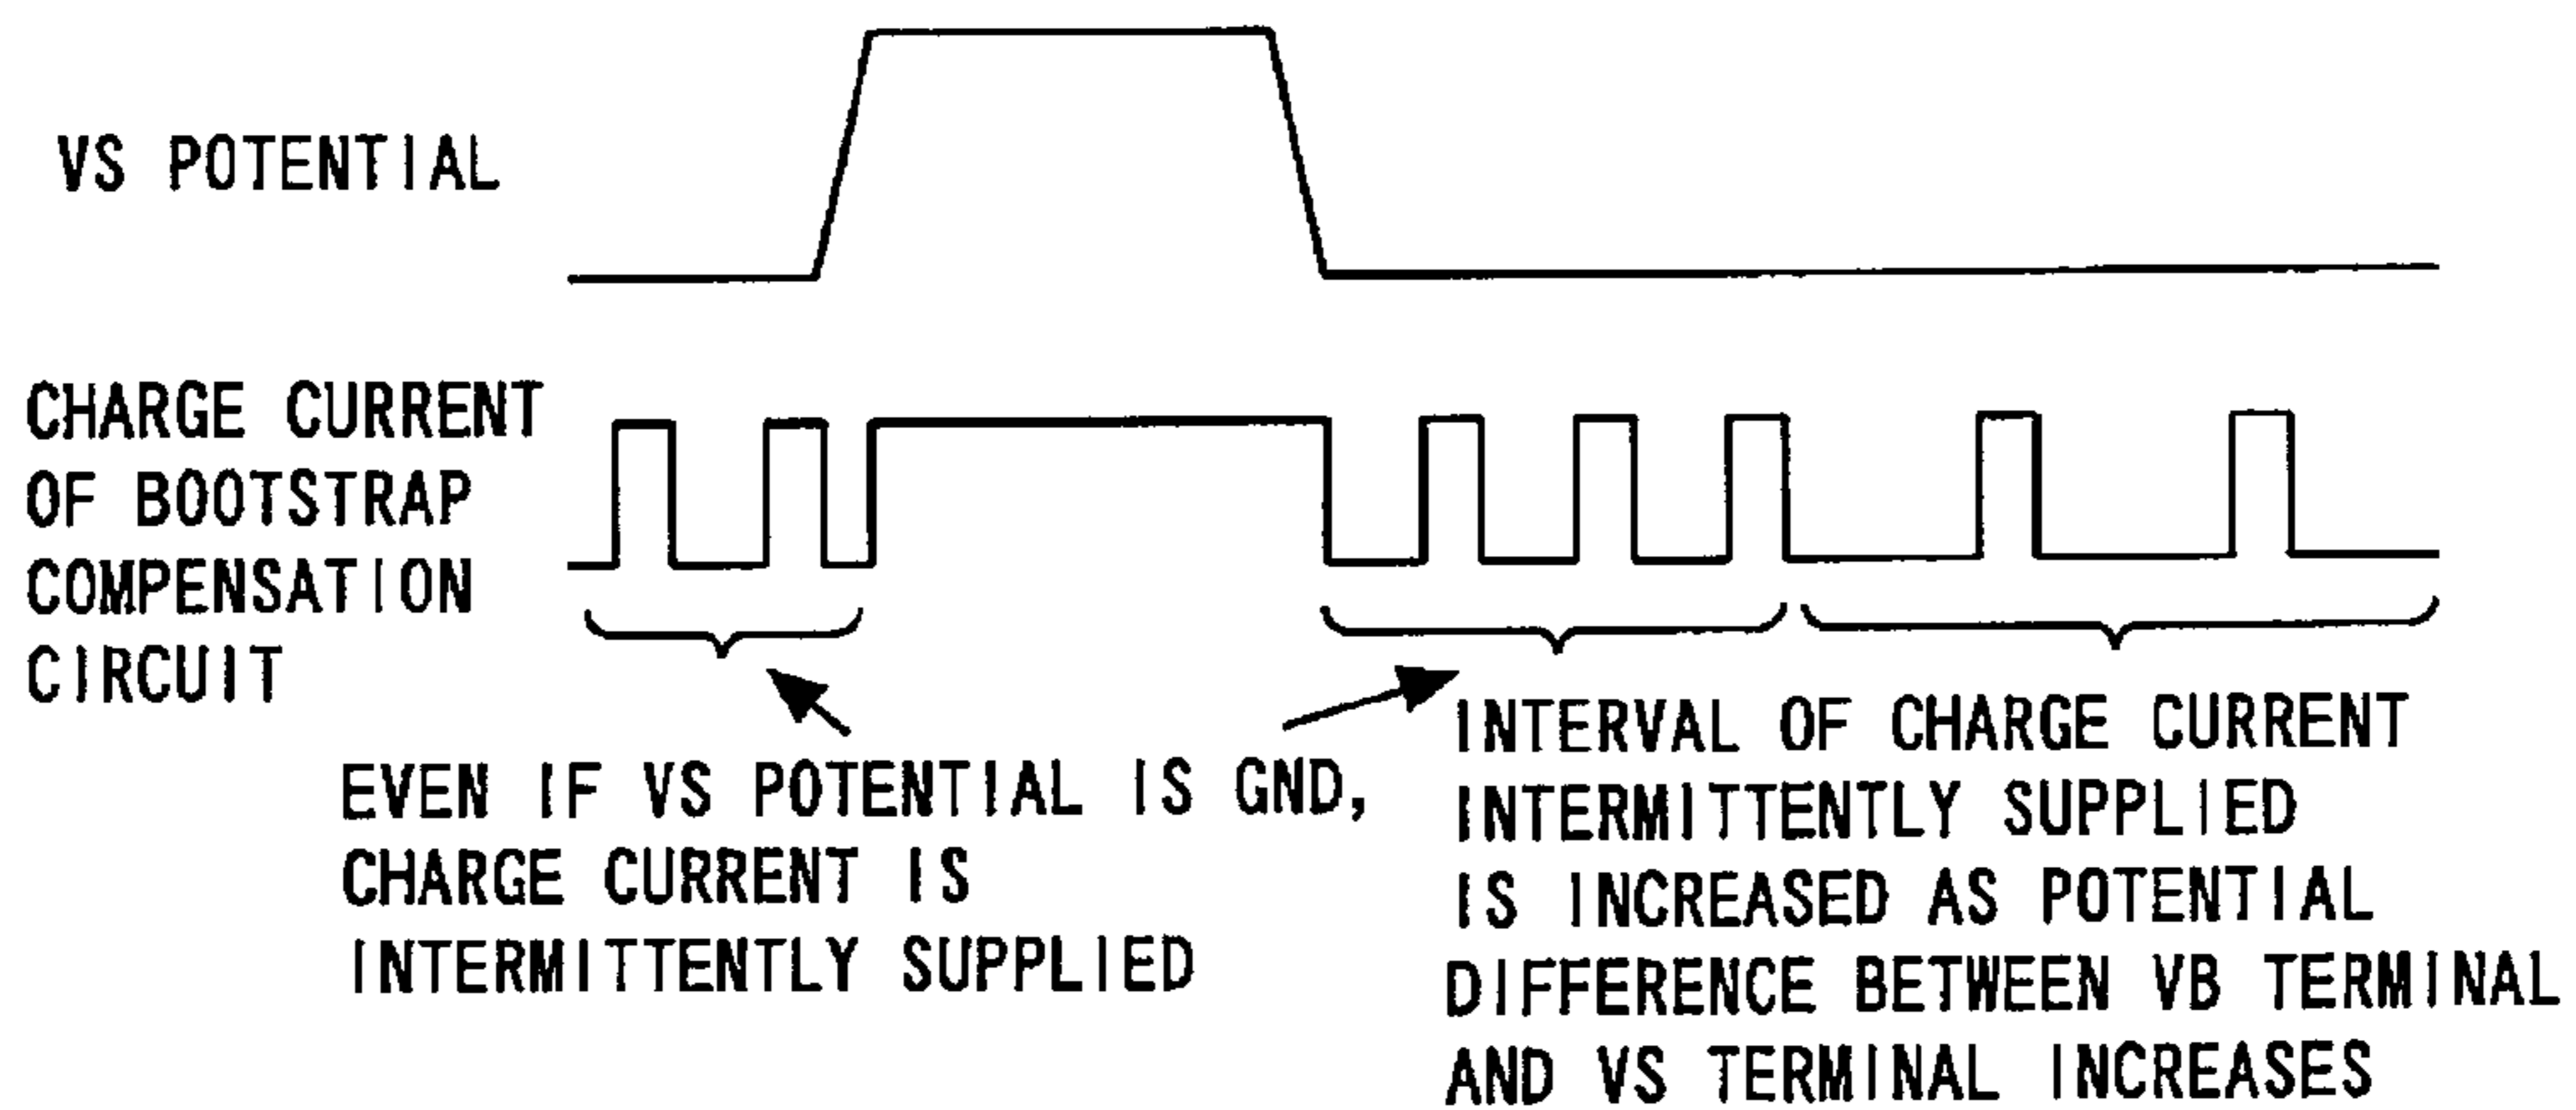 VS POTENTIAL
CHARGE CURRENT
OF BOOTSTRAP
COMPENSATION
CIRCUIT
EVEN IF VS POTENTIAL IS GND,
CHARGE CURRENT IS
INTERMITTENTLY SUPPLIED
INTERVAL OF CHARGE CURRENT
INTERMITTENTLY SUPPLIED
IS INCREASED AS POTENTIAL
DIFFERENCE BETWEEN VB TERMINAL
AND VS TERMINAL INCREASES